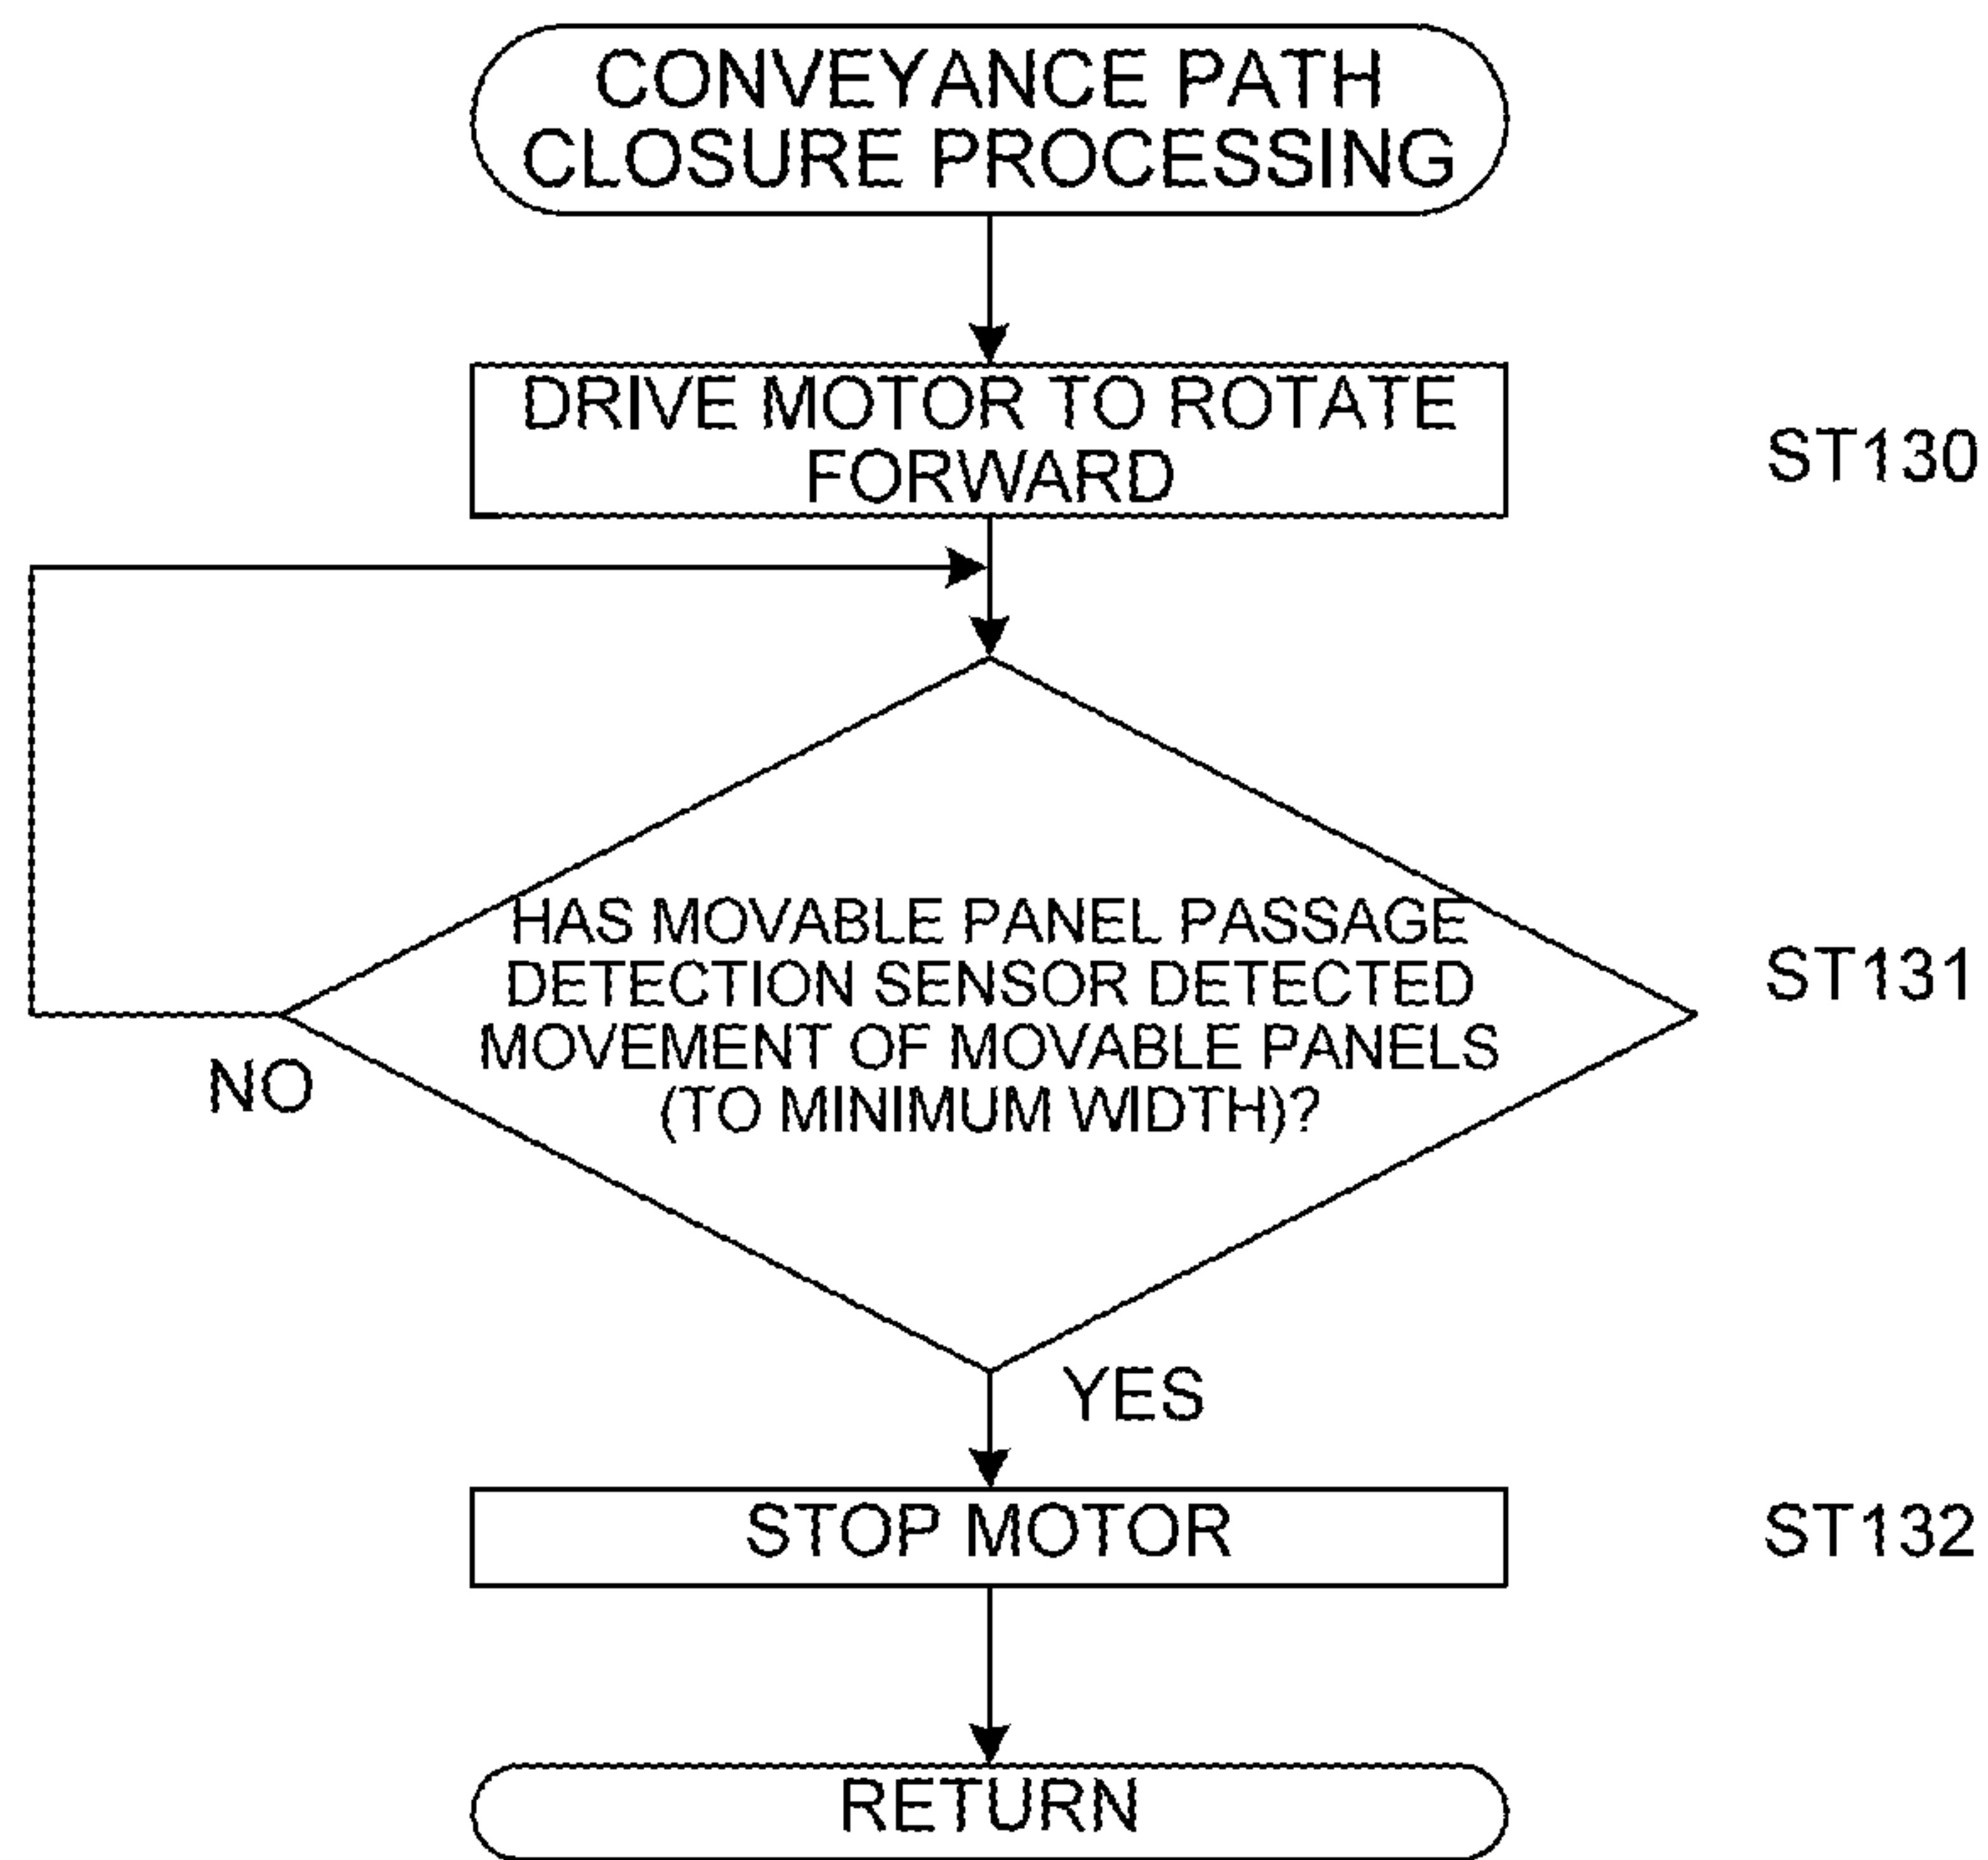 CONVEYANCE PATH
CLOSURE PROCESSING
DRIVE MOTOR TO ROTATE
FORWARD
ST130
HAS MOVABLE PANEL PASSAGE
DETECTION SENSOR DETECTED
MOVEMENT OF MOVABLE PANELS
(TO MINIMUM WIDTH)?
ST131
NO
YES
STOP MOTOR
ST132
RETURN